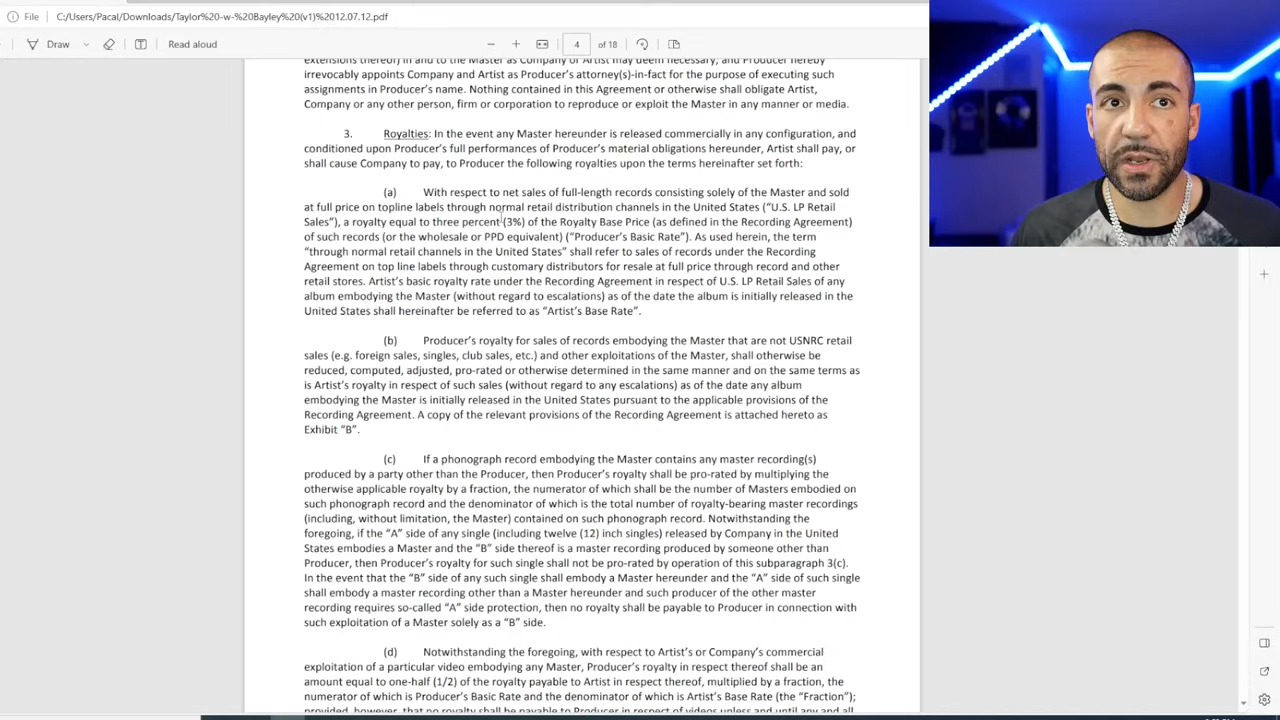 File
C:/Users/Pacal/Downloads/Taylor%20-w-%20Bayley%20(v1)%2012.07.12.pdf
Draw
Read aloud
4
of 18
extensions thereof) in and to the Master as Company or Artist may deem necessary, and Producer hereby
irrevocably appoints Company and Artist as Producer's attorney(s)-in-fact for the purpose of executing such
assignments in Producer's name. Nothing contained in this Agreement or otherwise shall obligate Artist,
Company or any other person, firm or corporation to reproduce or exploit the Master in any manner or media.
3. Royalties: In the event any Master hereunder is released commercially in any configuration, and
conditioned upon Producer's full performances of Producer's material obligations hereunder, Artist shall pay, or
shall cause Company to pay, to Producer the following royalties upon the terms hereinafter set forth:
(a) With respect to net sales of full-length records consisting solely of the Master and sold
at full price on topline labels through normal retail distribution channels in the United States ("U.S. LP Retail
Sales"), a royalty equal to three percent (3%) of the Royalty Base Price (as defined in the Recording Agreement)
of such records (or the wholesale or PPD equivalent) ("Producer's Basic Rate"). As used herein, the term
"through normal retail channels in the United States" shall refer to sales of records under the Recording
Agreement on top line labels through customary distributors for resale at full price through record and other
retail stores. Artist's basic royalty rate under the Recording Agreement in respect of U.S. LP Retail Sales of any
album embodying the Master (without regard to escalations) as of the date the album is initially released in the
United States shall hereinafter be referred to as "Artist's Base Rate".
(b) Producer's royalty for sales of records embodying the Master that are not USNRC retail
sales (e.g. foreign sales, singles, club sales, etc.) and other exploitations of the Master, shall otherwise be
reduced, computed, adjusted, pro-rated or otherwise determined in the same manner and on the same terms as
is Artist's royalty in respect of such sales (without regard to any escalations) as of the date any album
embodying the Master is initially released in the United States pursuant to the applicable provisions of the
Recording Agreement. A copy of the relevant provisions of the Recording Agreement is attached hereto as
Exhibit "B".
(c) If a phonograph record embodying the Master contains any master recording(s)
produced by a party other than the Producer, then Producer's royalty shall be pro-rated by multiplying the
otherwise applicable royalty by a fraction, the numerator of which shall be the number of Masters embodied on
such phonograph record and the denominator of which is the total number of royalty-bearing master recordings
(including, without limitation, the Master) contained on such phonograph record. Notwithstanding the
foregoing, if the "A" side of any single (including twelve (12) inch singles) released by Company in the United
States embodies a Master and the "B" side thereof is a master recording produced by someone other than
Producer, then Producer's royalty for such single shall not be pro-rated by operation of this subparagraph 3(c).
In the event that the "B" side of any such single shall embody a Master hereunder and the "A" side of such single
shall embody a master recording other than a Master hereunder and such producer of the other master
recording requires so-called "A" side protection, then no royalty shall be payable to Producer in connection with
such exploitation of a Master solely as a "B" side.
(d) Notwithstanding the foregoing, with respect to Artist's or Company's commercial
exploitation of a particular video embodying any Master, Producer's royalty in respect thereof shall be an
amount equal to one-half (1/2) of the royalty payable to Artist in respect thereof, multiplied by a fraction, the
numerator of which is Producer's Basic Rate and the denominator of which is Artist's Base Rate (the "Fraction");
provided, however, that no royalty shall be payable to Producer in respect of videos unless and until any and all